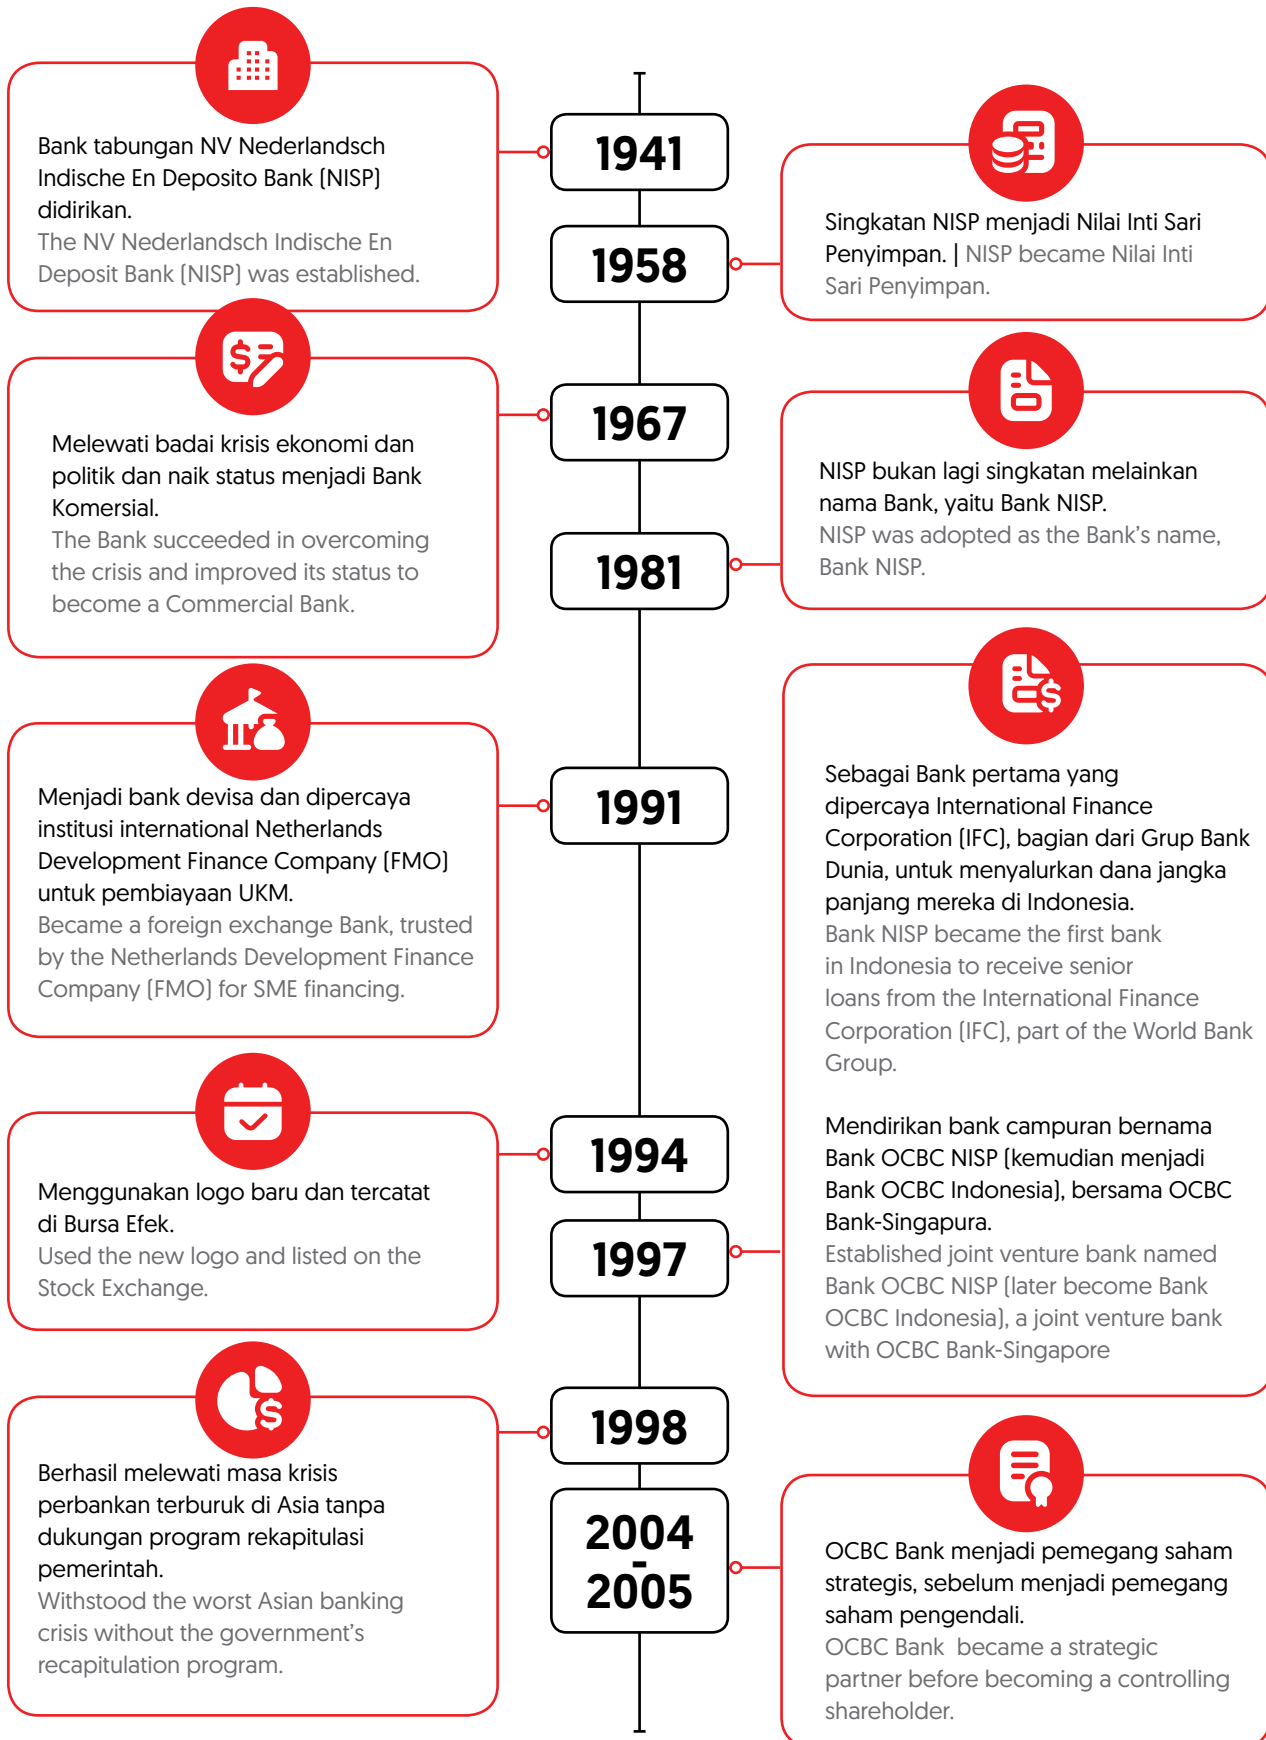 1941
Bank tabungan NV Nederlandsch
Indische En Deposito Bank (NISP)
didirikan.
The NV Nederlandsch Indische En
Deposit Bank (NISP) was established.
1958
Singkatan NISP menjadi Nilai Inti Sari
Penyimpan. | NISP became Nilai Inti
Sari Penyimpan.
1967
Melewati badai krisis ekonomi dan
politik dan naik status menjadi Bank
Komersial.
The Bank succeeded in overcoming
the crisis and improved its status to
become a Commercial Bank.
1981
NISP bukan lagi singkatan melainkan
nama Bank, yaitu Bank NISP.
NISP was adopted as the Bank's name,
Bank NISP.
1991
Menjadi bank devisa dan dipercaya
institusi international Netherlands
Development Finance Company (FMO)
untuk pembiayaan UKM.
Became a foreign exchange Bank, trusted
by the Netherlands Development Finance
Company (FMO) for SME financing.
1994
Menggunakan logo baru dan tercatat
di Bursa Efek.
Used the new logo and listed on the
Stock Exchange.
1997
Sebagai Bank pertama yang
dipercaya International Finance
Corporation (IFC), bagian dari Grup Bank
Dunia, untuk menyalurkan dana jangka
panjang mereka di Indonesia.
Bank NISP became the first bank
in Indonesia to receive senior
loans from the International Finance
Corporation (IFC), part of the World Bank
Group.
Mendirikan bank campuran bernama
Bank OCBC NISP (kemudian menjadi
Bank OCBC Indonesia), bersama OCBC
Bank-Singapura.
Established joint venture bank named
Bank OCBC NISP (later become Bank
OCBC Indonesia), a joint venture bank
with OCBC Bank-Singapore
1998
Berhasil melewati masa krisis
perbankan terburuk di Asia tanpa
dukungan program rekapitulasi
pemerintah.
Withstood the worst Asian banking
crisis without the government's
recapitulation program.
2004
-
2005
OCBC Bank menjadi pemegang saham
strategis, sebelum menjadi pemegang
saham pengendali.
OCBC Bank became a strategic
partner before becoming a controlling
shareholder.